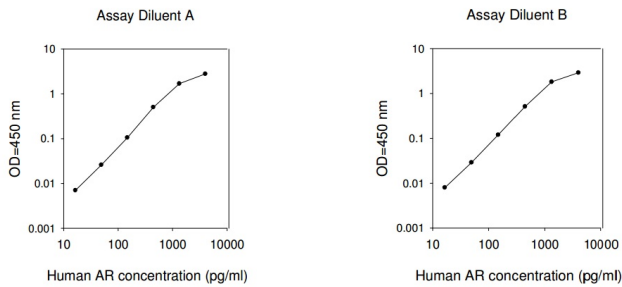 Assay Diluent A
10
1
0.1
0.01
0.001
OD=450 nm
10 100 1000 10000
Human AR concentration (pg/ml)
Assay Diluent B
10
1
0.1
0.01
0.001
OD=450 nm
10 100 1000 10000
Human AR concentration (pg/ml)